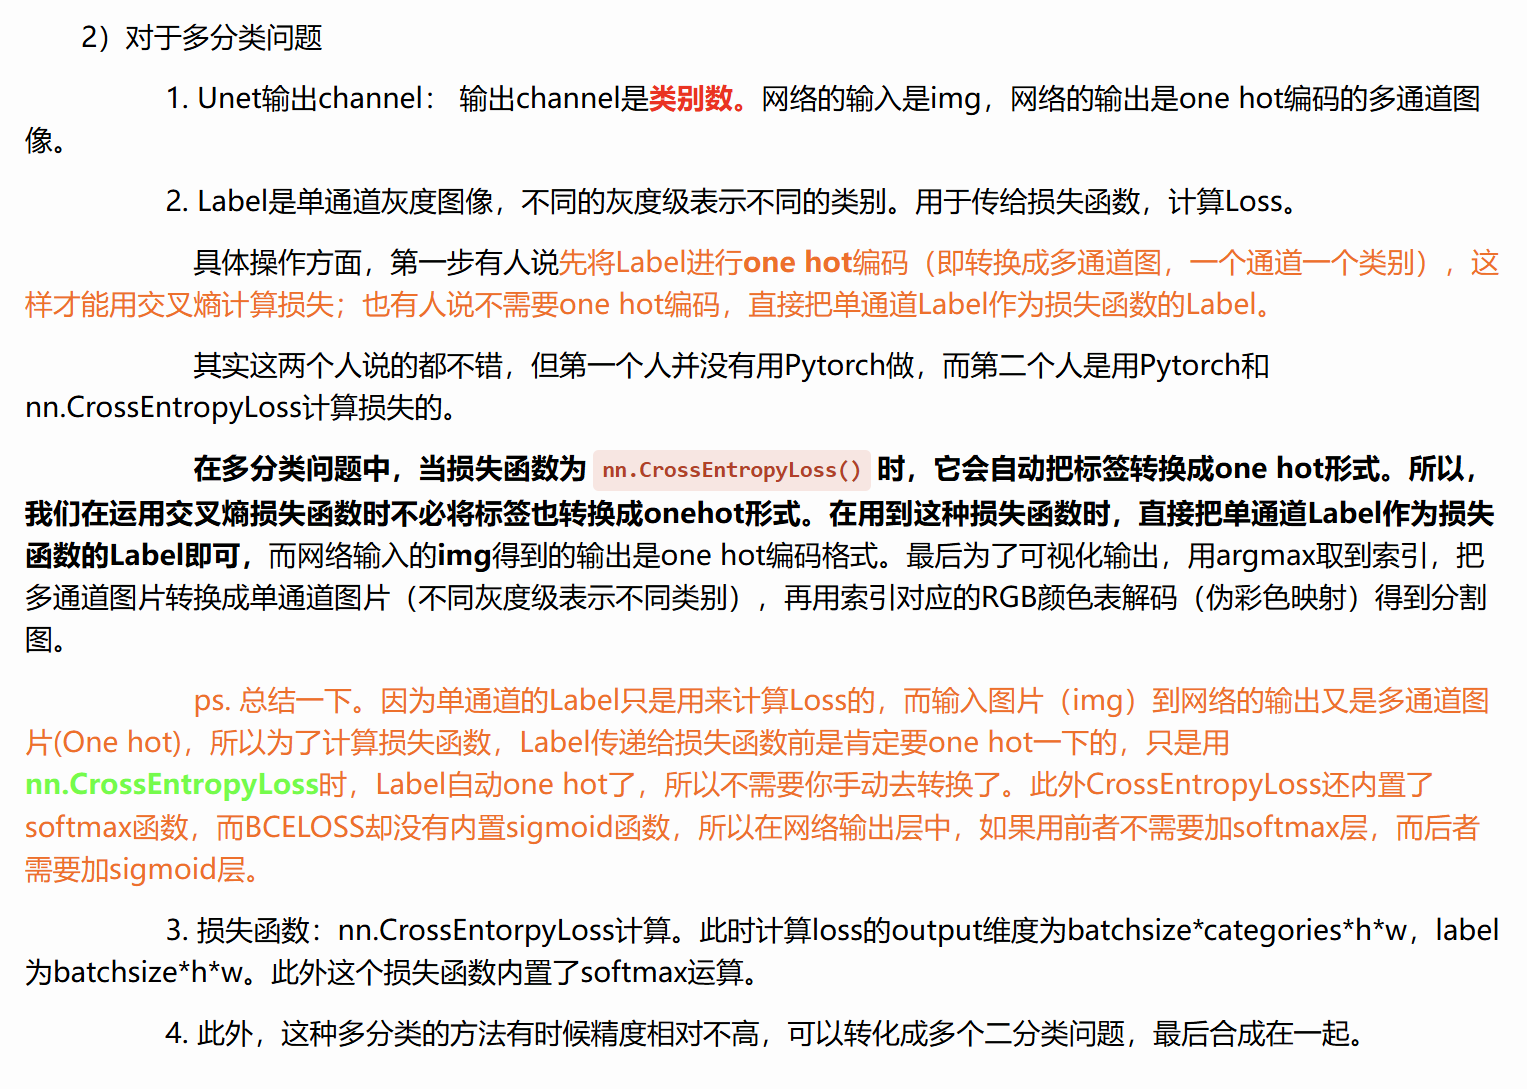 2）对于多分类问题
1. Unet输出channel： 输出channel是类别数。网络的输入是img，网络的输出是one hot编码的多通道图
像。
2. Label是单通道灰度图像，不同的灰度级表示不同的类别。用于传给损失函数，计算Loss。
具体操作方面，第一步有人说先将Label进行one hot编码（即转换成多通道图，一个通道一个类别），这
样才能用交叉熵计算损失；也有人说不需要one hot编码，直接把单通道Label作为损失函数的Label。
其实这两个人说的都不错，但第一个人并没有用Pytorch做，而第二个人是用Pytorch和
nn.CrossEntropyLoss计算损失的。
在多分类问题中，当损失函数为 nn.CrossEntropyLoss() 时，它会自动把标签转换成one hot形式。所以，
我们在运用交叉熵损失函数时不必将标签也转换成onehot形式。在用到这种损失函数时，直接把单通道Label作为损失
函数的Label即可，而网络输入的img得到的输出是one hot编码格式。最后为了可视化输出，用argmax取到索引，把
多通道图片转换成单通道图片（不同灰度级表示不同类别），再用索引对应的RGB颜色表解码（伪彩色映射）得到分割
图。
ps. 总结一下。因为单通道的Label只是用来计算Loss的，而输入图片（img）到网络的输出又是多通道图
片(One hot)，所以为了计算损失函数，Label传递给损失函数前是肯定要one hot一下的，只是用
nn.CrossEntropyLoss时，Label自动one hot了，所以不需要你手动去转换了。此外CrossEntropyLoss还内置了
softmax函数，而BCELOSS却没有内置sigmoid函数，所以在网络输出层中，如果用前者不需要加softmax层，而后者
需要加sigmoid层。
3. 损失函数：nn.CrossEntorpyLoss计算。此时计算loss的output维度为batchsize*categories*h*w，label
为batchsize*h*w。此外这个损失函数内置了softmax运算。
4. 此外，这种多分类的方法有时候精度相对不高，可以转化成多个二分类问题，最后合成在一起。